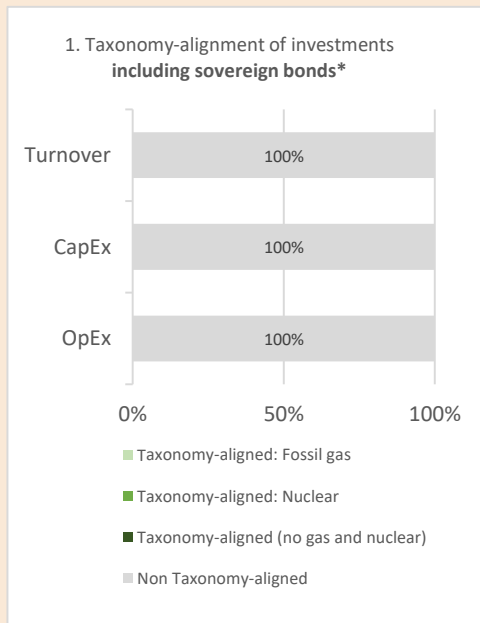 1. Taxonomy-alignment of investments
including sovereign bonds*
Turnover
100%
CapEx
100%
OpEx
100%
0%
50%
100%
Taxonomy-aligned: Fossil gas
Taxonomy-aligned: Nuclear
Taxonomy-aligned (no gas and nuclear)
Non Taxonomy-aligned